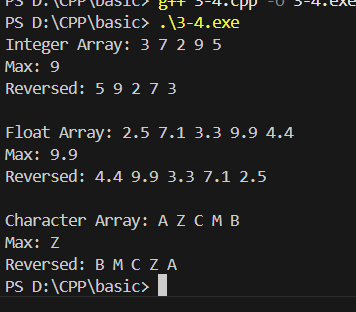 PS D:\CPP\basic> g++ 3-4.cpp -o 3-4.exe
PS D:\CPP\basic> .\3-4.exe
Integer Array: 3 7 2 9 5
Max: 9
Reversed: 5 9 2 7 3
Float Array: 2.5 7.1 3.3 9.9 4.4
Max: 9.9
Reversed: 4.4 9.9 3.3 7.1 2.5
Character Array: A Z C M B
Max: Z
Reversed: B M C Z A
PS D:\CPP\basic>